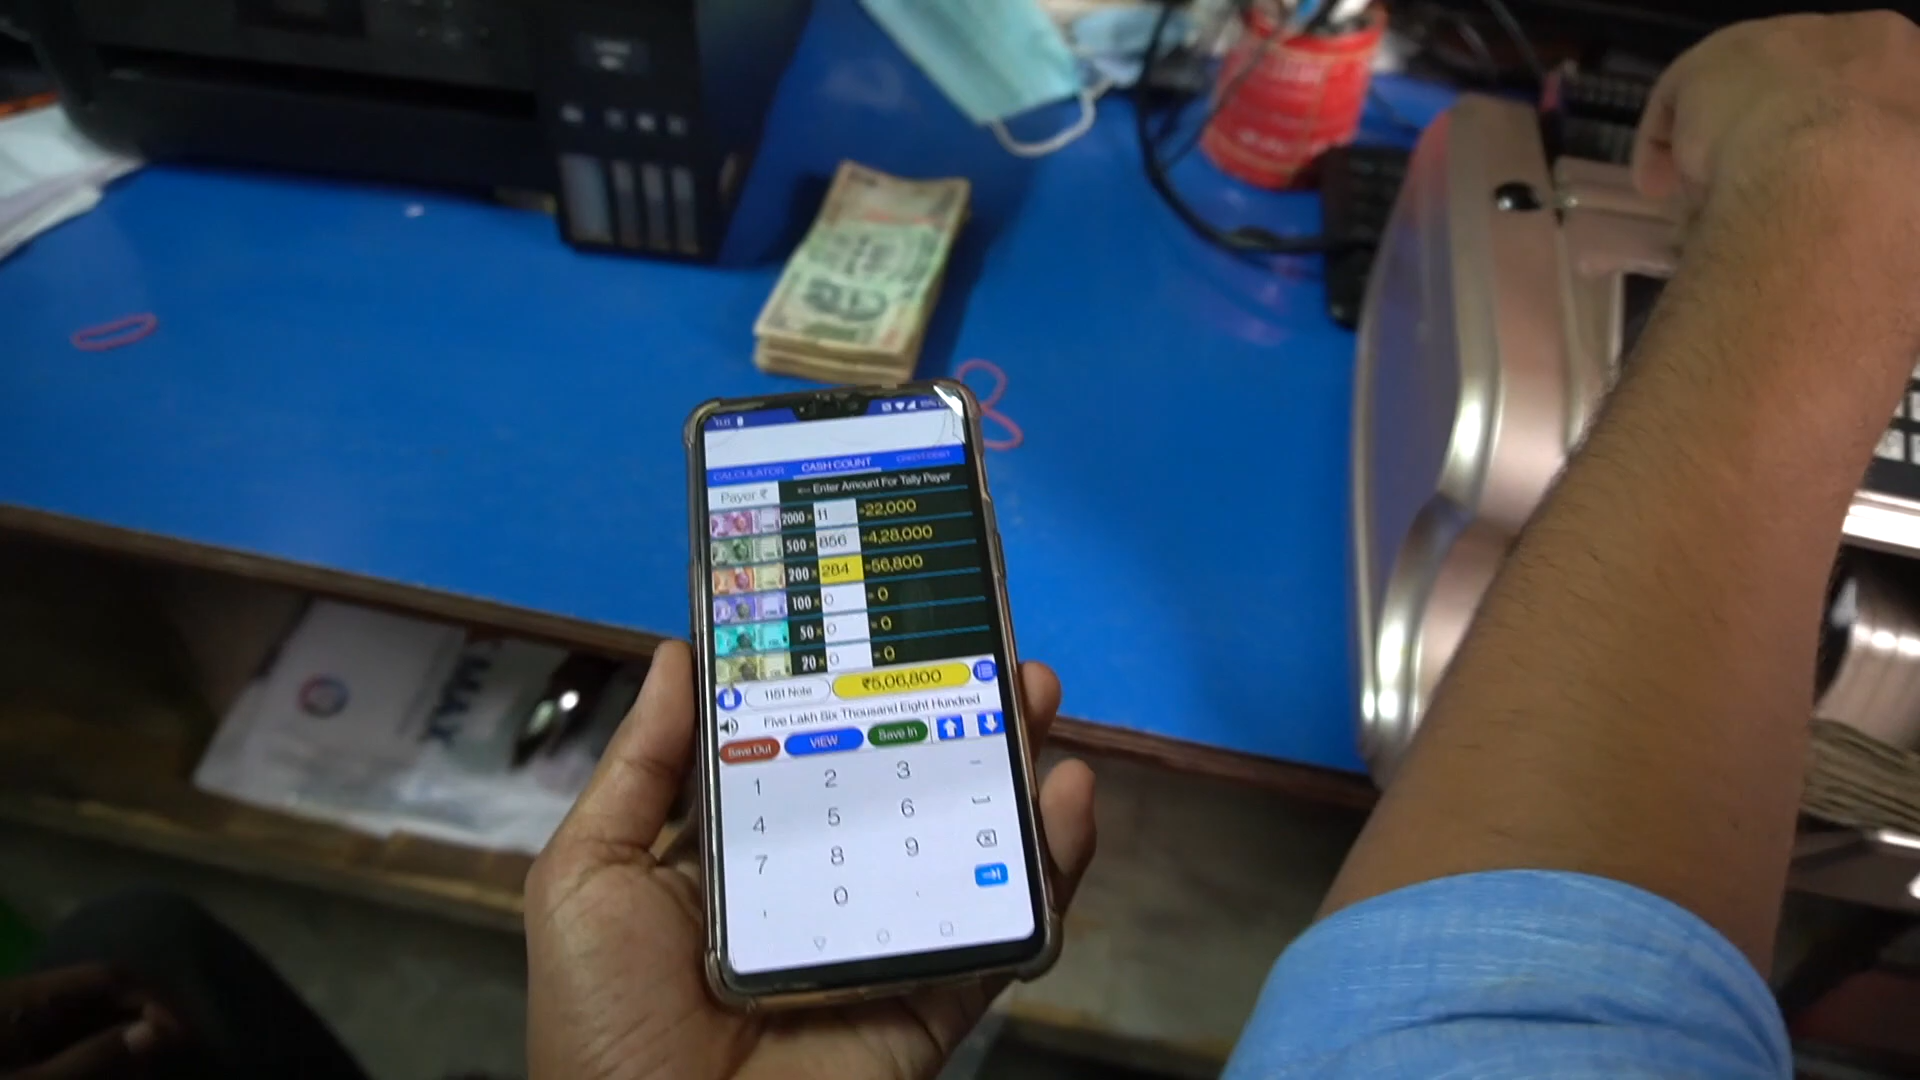 CALCULATOR CASH COUNT CREDIT/DEBIT
Payer ₹ <-- Enter Amount For Tally Payer
2000 × 11 =22,000
500 × 856 =4,28,000
200 × 284 =56,800
100 × 0 = 0
50 × 0 = 0
20 × 0 = 0
1151 Note ₹5,06,800
Five Lakh Six Thousand Eight Hundred
Save Out VIEW Save In
1 2 3 -
4 5 6
7 8 9
, 0 .